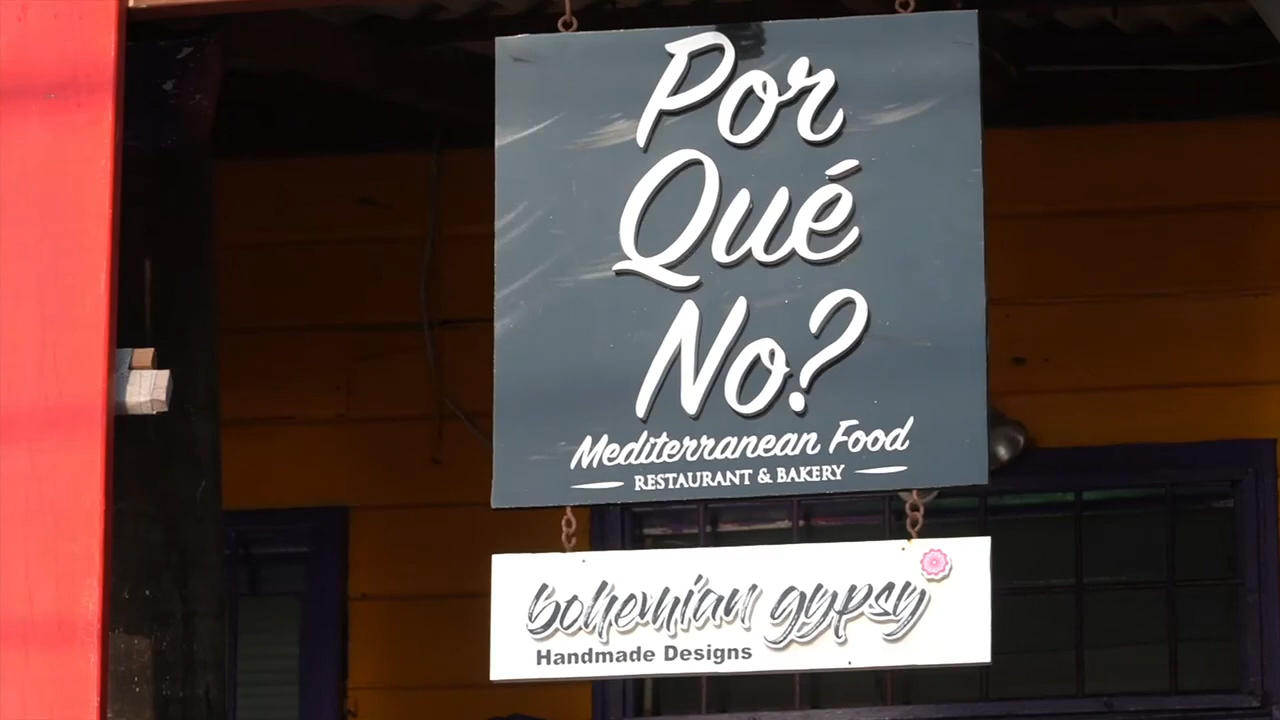 Por
Qué
No?
Mediterranean Food
RESTAURANT & BAKERY
bohemian gypsy
Handmade Designs